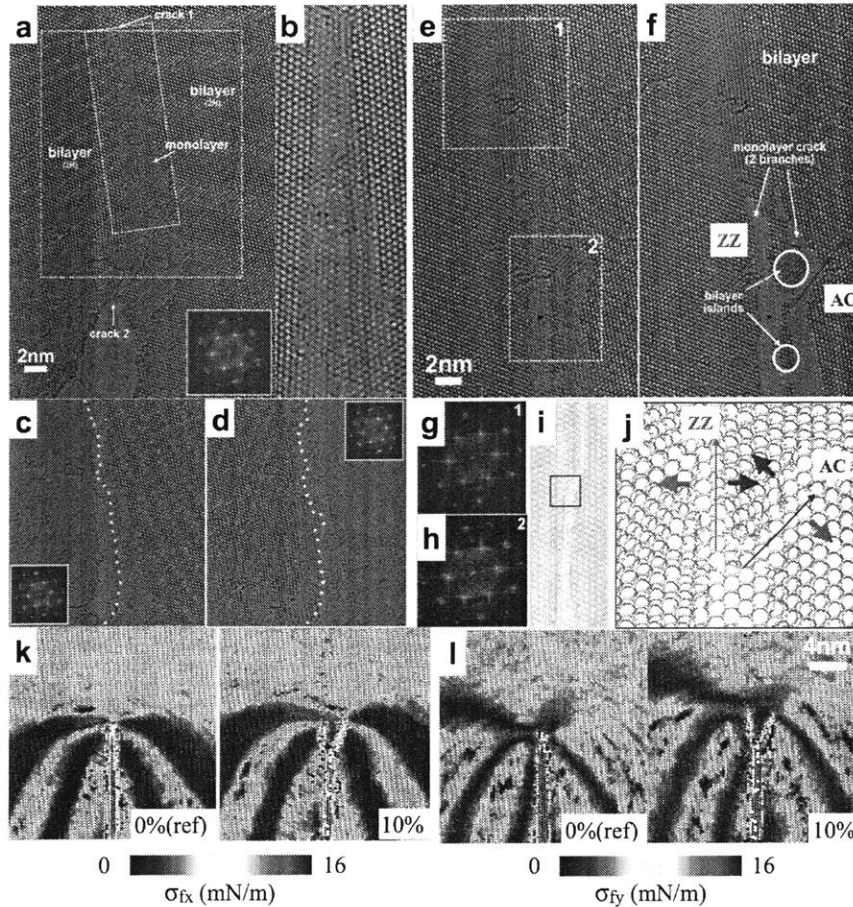 a
crack 1
bilayer
(2H)
bilayer
(2H)
monolayer
crack 2
2nm
b
e
1
2
2nm
f
bilayer
monolayer crack
(2 branches)
ZZ
bilayer
islands
AC
c
d
g
1
h
2
i
j
ZZ
AC
k
0%(ref)
10%
l
4nm
0%(ref)
10%
0 16
σfx (mN/m)
0 16
σfy (mN/m)